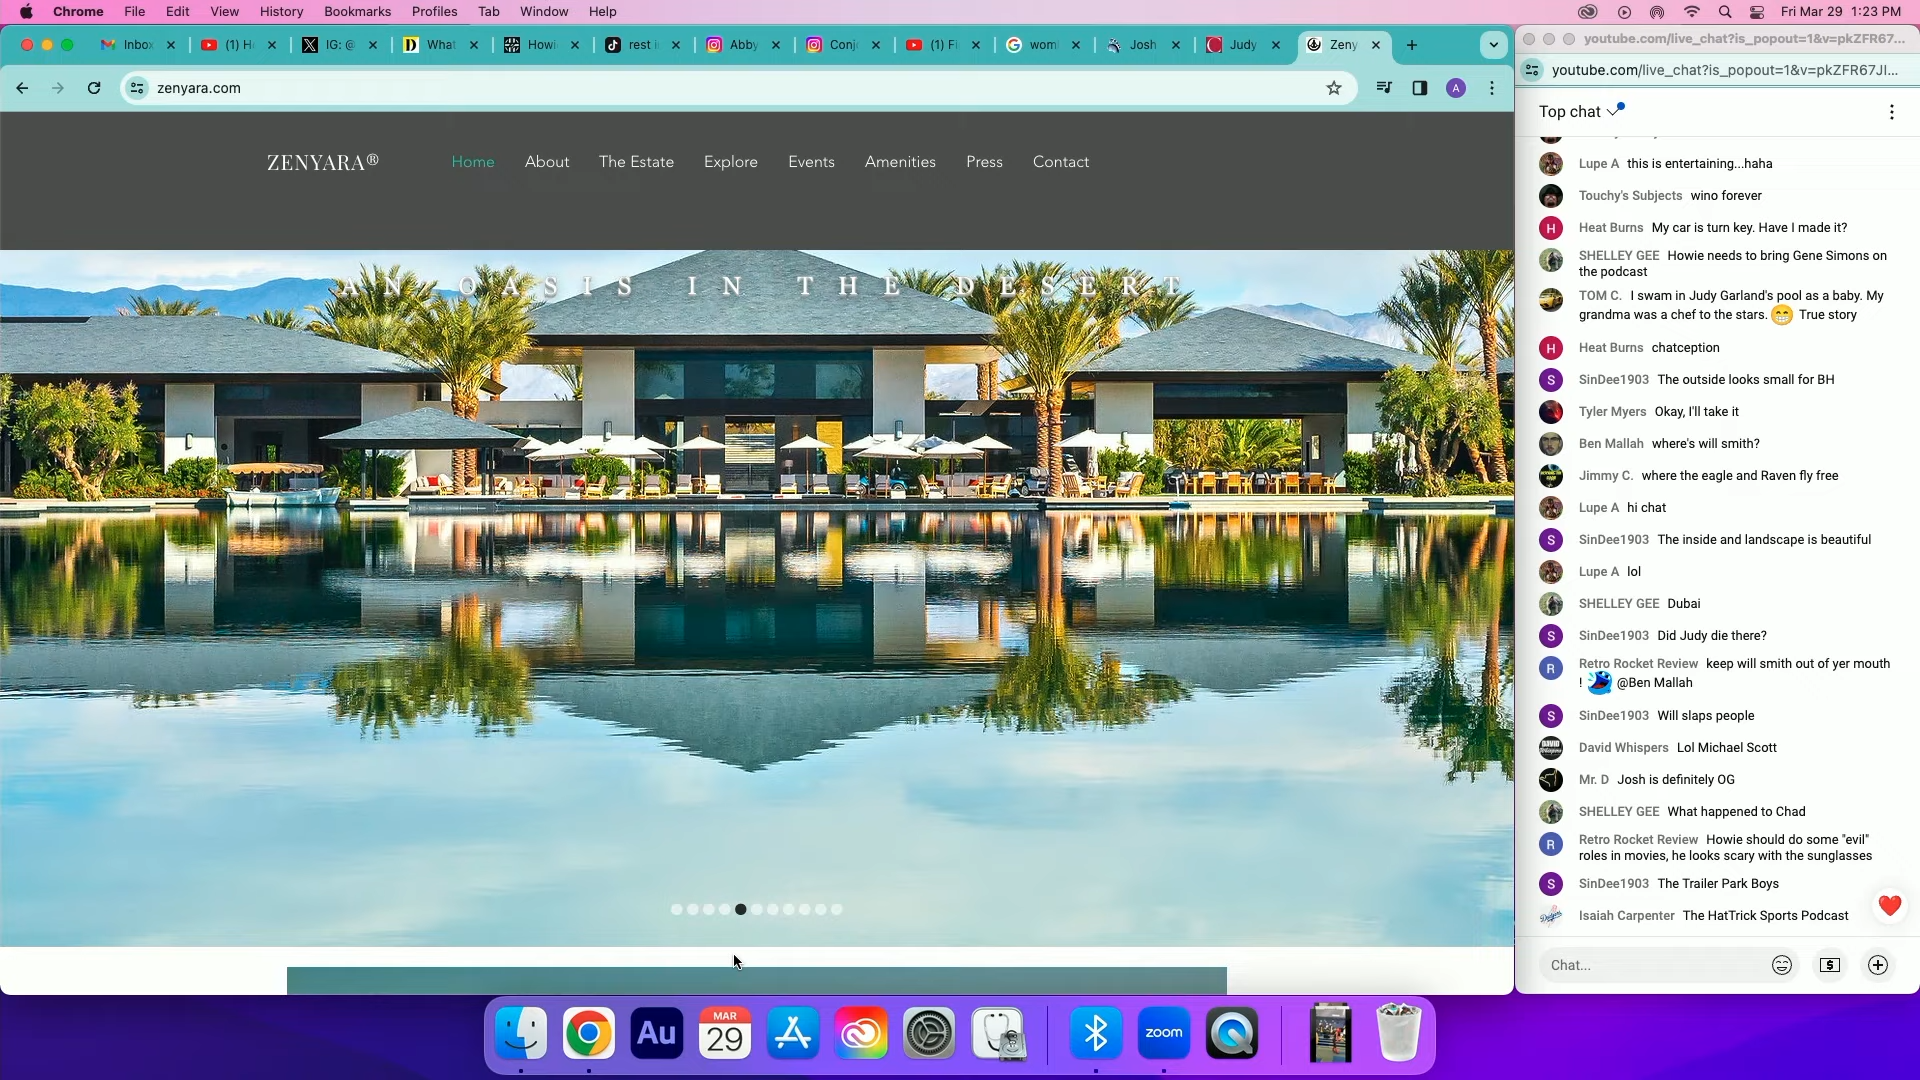 Chrome File Edit View History Bookmarks Profiles Tab Window Help
Fri Mar 29 1:23 PM
Inbox (1) H IG: @ What Howi rest i Abby Conj (1) F wom Josh Judy Zeny
zenyara.com
A
ZENYARA® Home About The Estate Explore Events Amenities Press Contact
AN OASIS IN THE DESERT
youtube.com/live_chat?is_popout=1&v=pkZFR67...
youtube.com/live_chat?is_popout=1&v=pkZFR67JI...
Top chat
Lupe A this is entertaining...haha
Touchy's Subjects wino forever
H Heat Burns My car is turn key. Have I made it?
SHELLEY GEE Howie needs to bring Gene Simons on
the podcast
TOM C. I swam in Judy Garland's pool as a baby. My
grandma was a chef to the stars. 😁 True story
H Heat Burns chatception
S SinDee1903 The outside looks small for BH
Tyler Myers Okay, I'll take it
Ben Mallah where's will smith?
Jimmy C. where the eagle and Raven fly free
Lupe A hi chat
S SinDee1903 The inside and landscape is beautiful
Lupe A lol
SHELLEY GEE Dubai
S SinDee1903 Did Judy die there?
R Retro Rocket Review keep will smith out of yer mouth
! @Ben Mallah
S SinDee1903 Will slaps people
David Whispers Lol Michael Scott
Mr. D Josh is definitely OG
SHELLEY GEE What happened to Chad
R Retro Rocket Review Howie should do some "evil"
roles in movies, he looks scary with the sunglasses
S SinDee1903 The Trailer Park Boys
Isaiah Carpenter The HatTrick Sports Podcast
Chat...
Au MAR
29 zoom